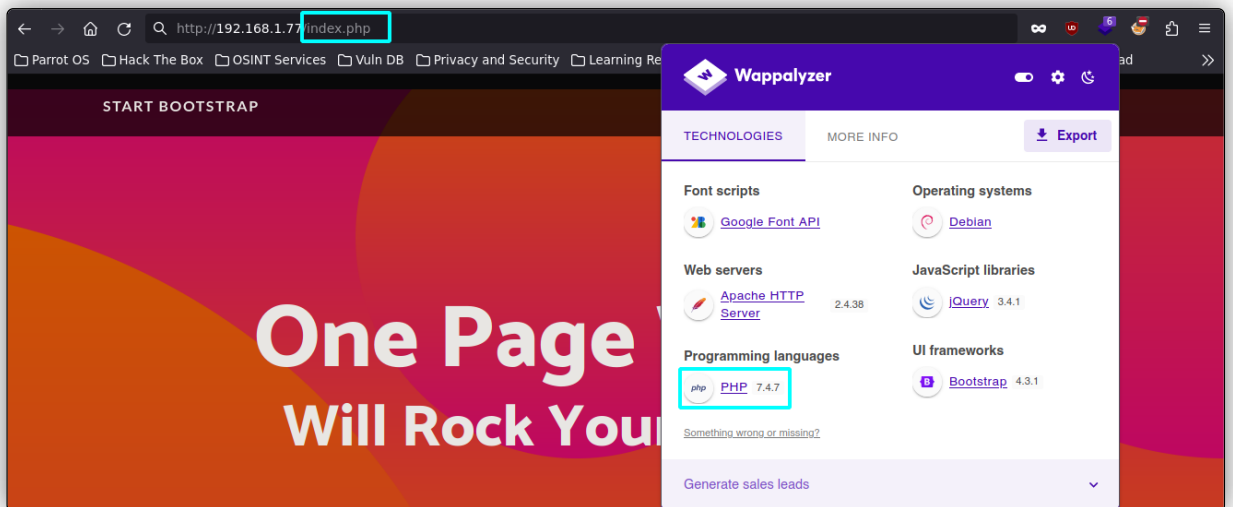 http://192.168.1.77/index.php
6
Parrot OS Hack The Box OSINT Services Vuln DB Privacy and Security Learning Re
ad
START BOOTSTRAP
Wappalyzer
TECHNOLOGIES MORE INFO Export
Font scripts Operating systems
Google Font API Debian
Web servers JavaScript libraries
Apache HTTP Server 2.4.38 jQuery 3.4.1
Programming languages UI frameworks
php PHP 7.4.7 Bootstrap 4.3.1
Something wrong or missing?
Generate sales leads
One Page
Will Rock You